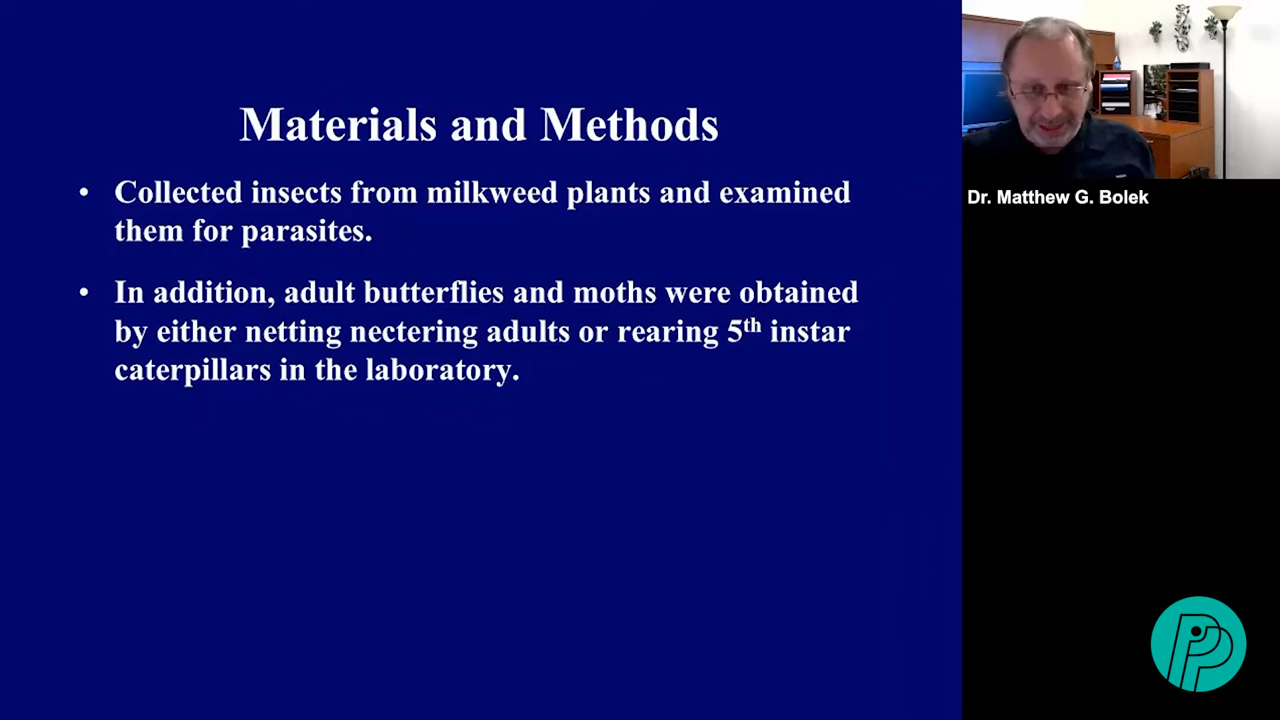 Materials and Methods
• Collected insects from milkweed plants and examined
them for parasites.
• In addition, adult butterflies and moths were obtained
by either netting nectering adults or rearing 5th instar
caterpillars in the laboratory.
Dr. Matthew G. Bolek